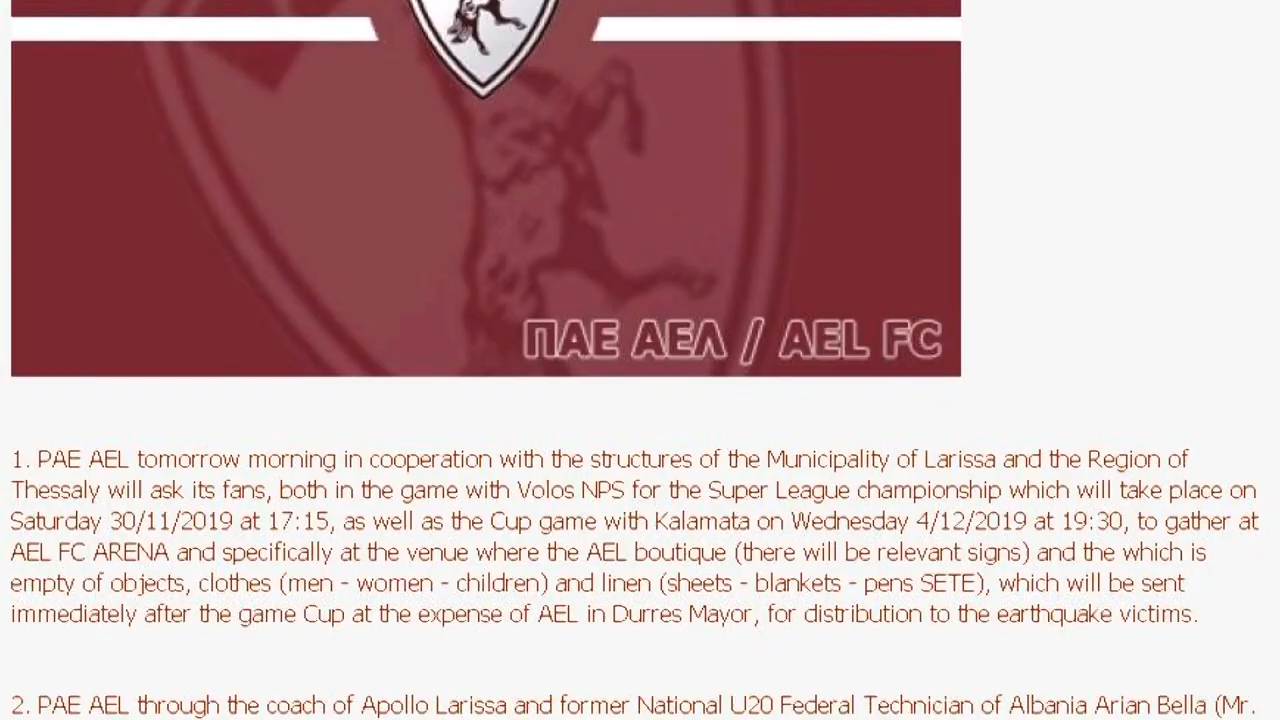 ΠΑΕ ΑΕΛ / AEL FC
1. PAE AEL tomorrow morning in cooperation with the structures of the Municipality of Larissa and the Region of
Thessaly will ask its fans, both in the game with Volos NPS for the Super League championship which will take place on
Saturday 30/11/2019 at 17:15, as well as the Cup game with Kalamata on Wednesday 4/12/2019 at 19:30, to gather at
AEL FC ARENA and specifically at the venue where the AEL boutique (there will be relevant signs) and the which is
empty of objects, clothes (men - women - children) and linen (sheets - blankets - pens SETE), which will be sent
immediately after the game Cup at the expense of AEL in Durres Mayor, for distribution to the earthquake victims.
2. PAE AEL through the coach of Apollo Larissa and former National U20 Federal Technician of Albania Arian Bella (Mr.